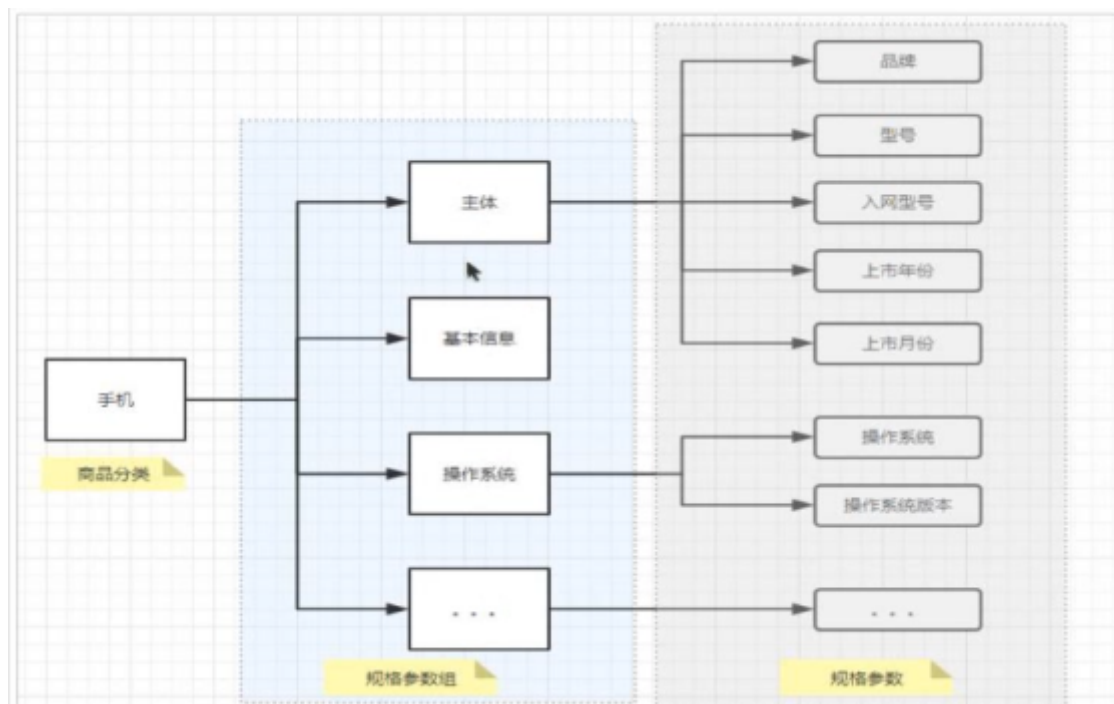 品牌
型号
主体
入网型号
上市年份
基本信息
上市月份
手机
操作系统
操作系统
商品分类
操作系统版本
...
...
规格参数组
规格参数